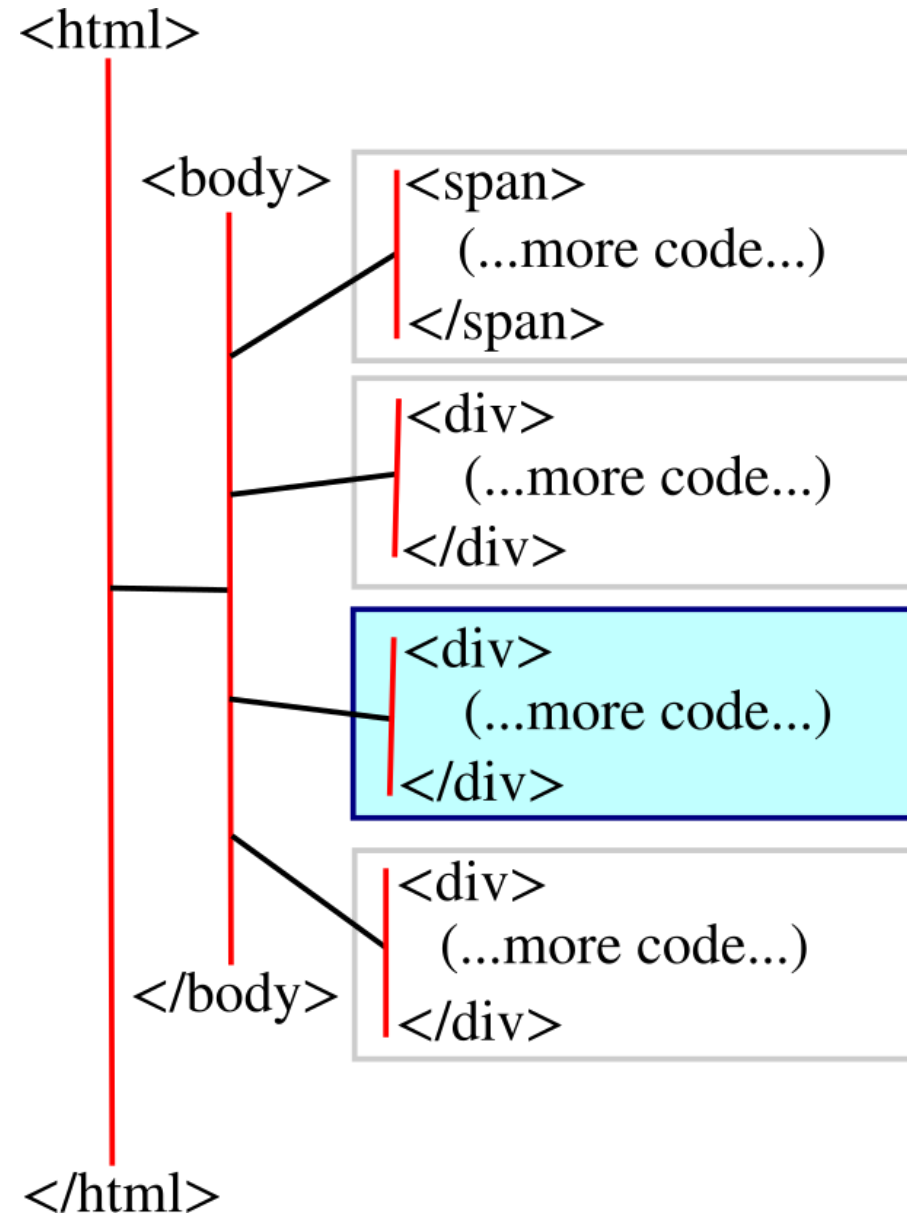 <html>
<body>
<span>
(...more code...)
</span>
<div>
(...more code...)
</div>
<div>
(...more code...)
</div>
<div>
(...more code...)
</div>
</body>
</html>